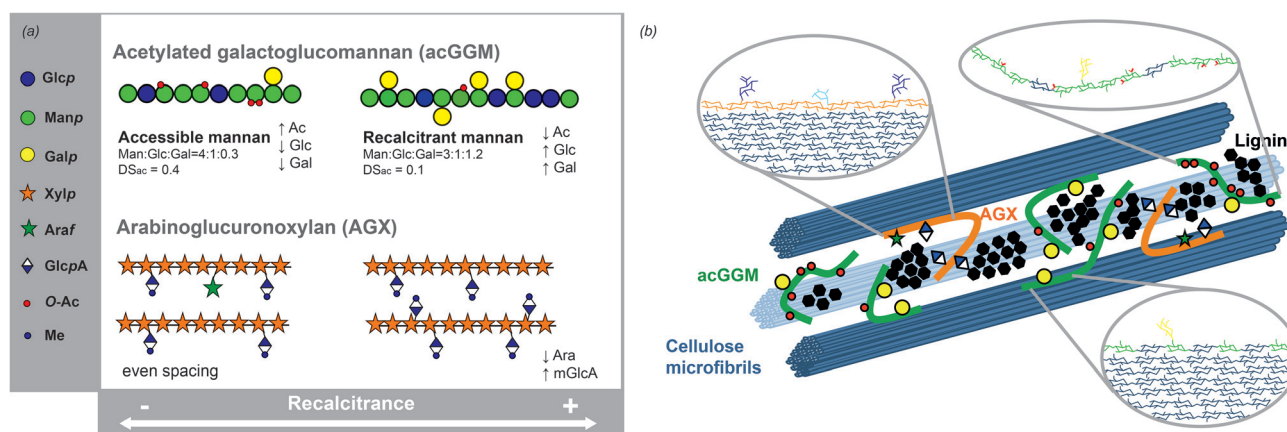 (a)
Glcp
Manp
Galp
Xylp
Araf
GlcpA
O-Ac
Me
Acetylated galactoglucomannan (acGGM)
Accessible mannan
Man:Glc:Gal=4:1:0.3
DSac = 0.4
↑ Ac
↓ Glc
↓ Gal
Recalcitrant mannan
Man:Glc:Gal=3:1:1.2
DSac = 0.1
↓ Ac
↑ Glc
↑ Gal
Arabinoglucuronoxylan (AGX)
even spacing
↓ Ara
↑ mGlcA
- Recalcitrance +
(b)
Lignin
AGX
acGGM
Cellulose
microfibrils